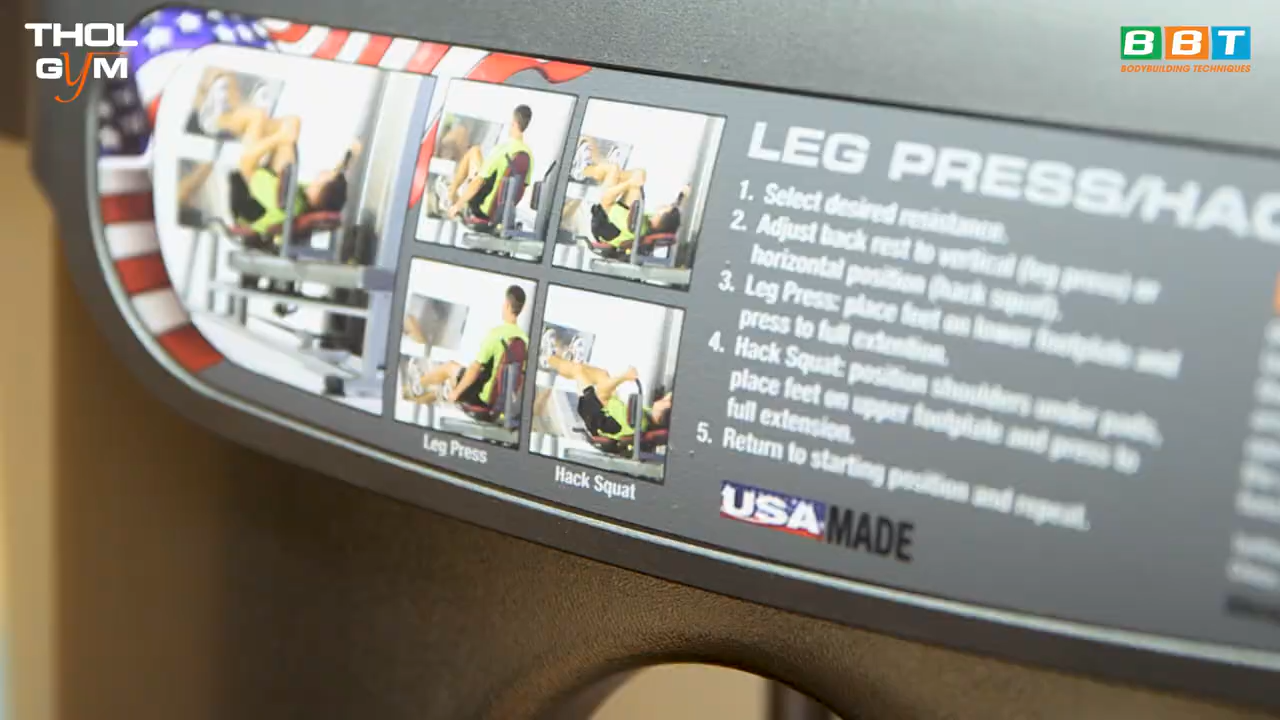 THOL
GYM
BBT
BODYBUILDING TECHNIQUES
LEG PRESS/HAC
1. Select desired resistance.
2. Adjust back rest to vertical (leg press) or
horizontal position (hack squat).
3. Leg Press: place feet on lower footplate and
press to full extention.
4. Hack Squat: position shoulders under pads,
place feet on upper footplate and press to
full extension.
5. Return to starting position and repeat.
Leg Press
Hack Squat
USA MADE